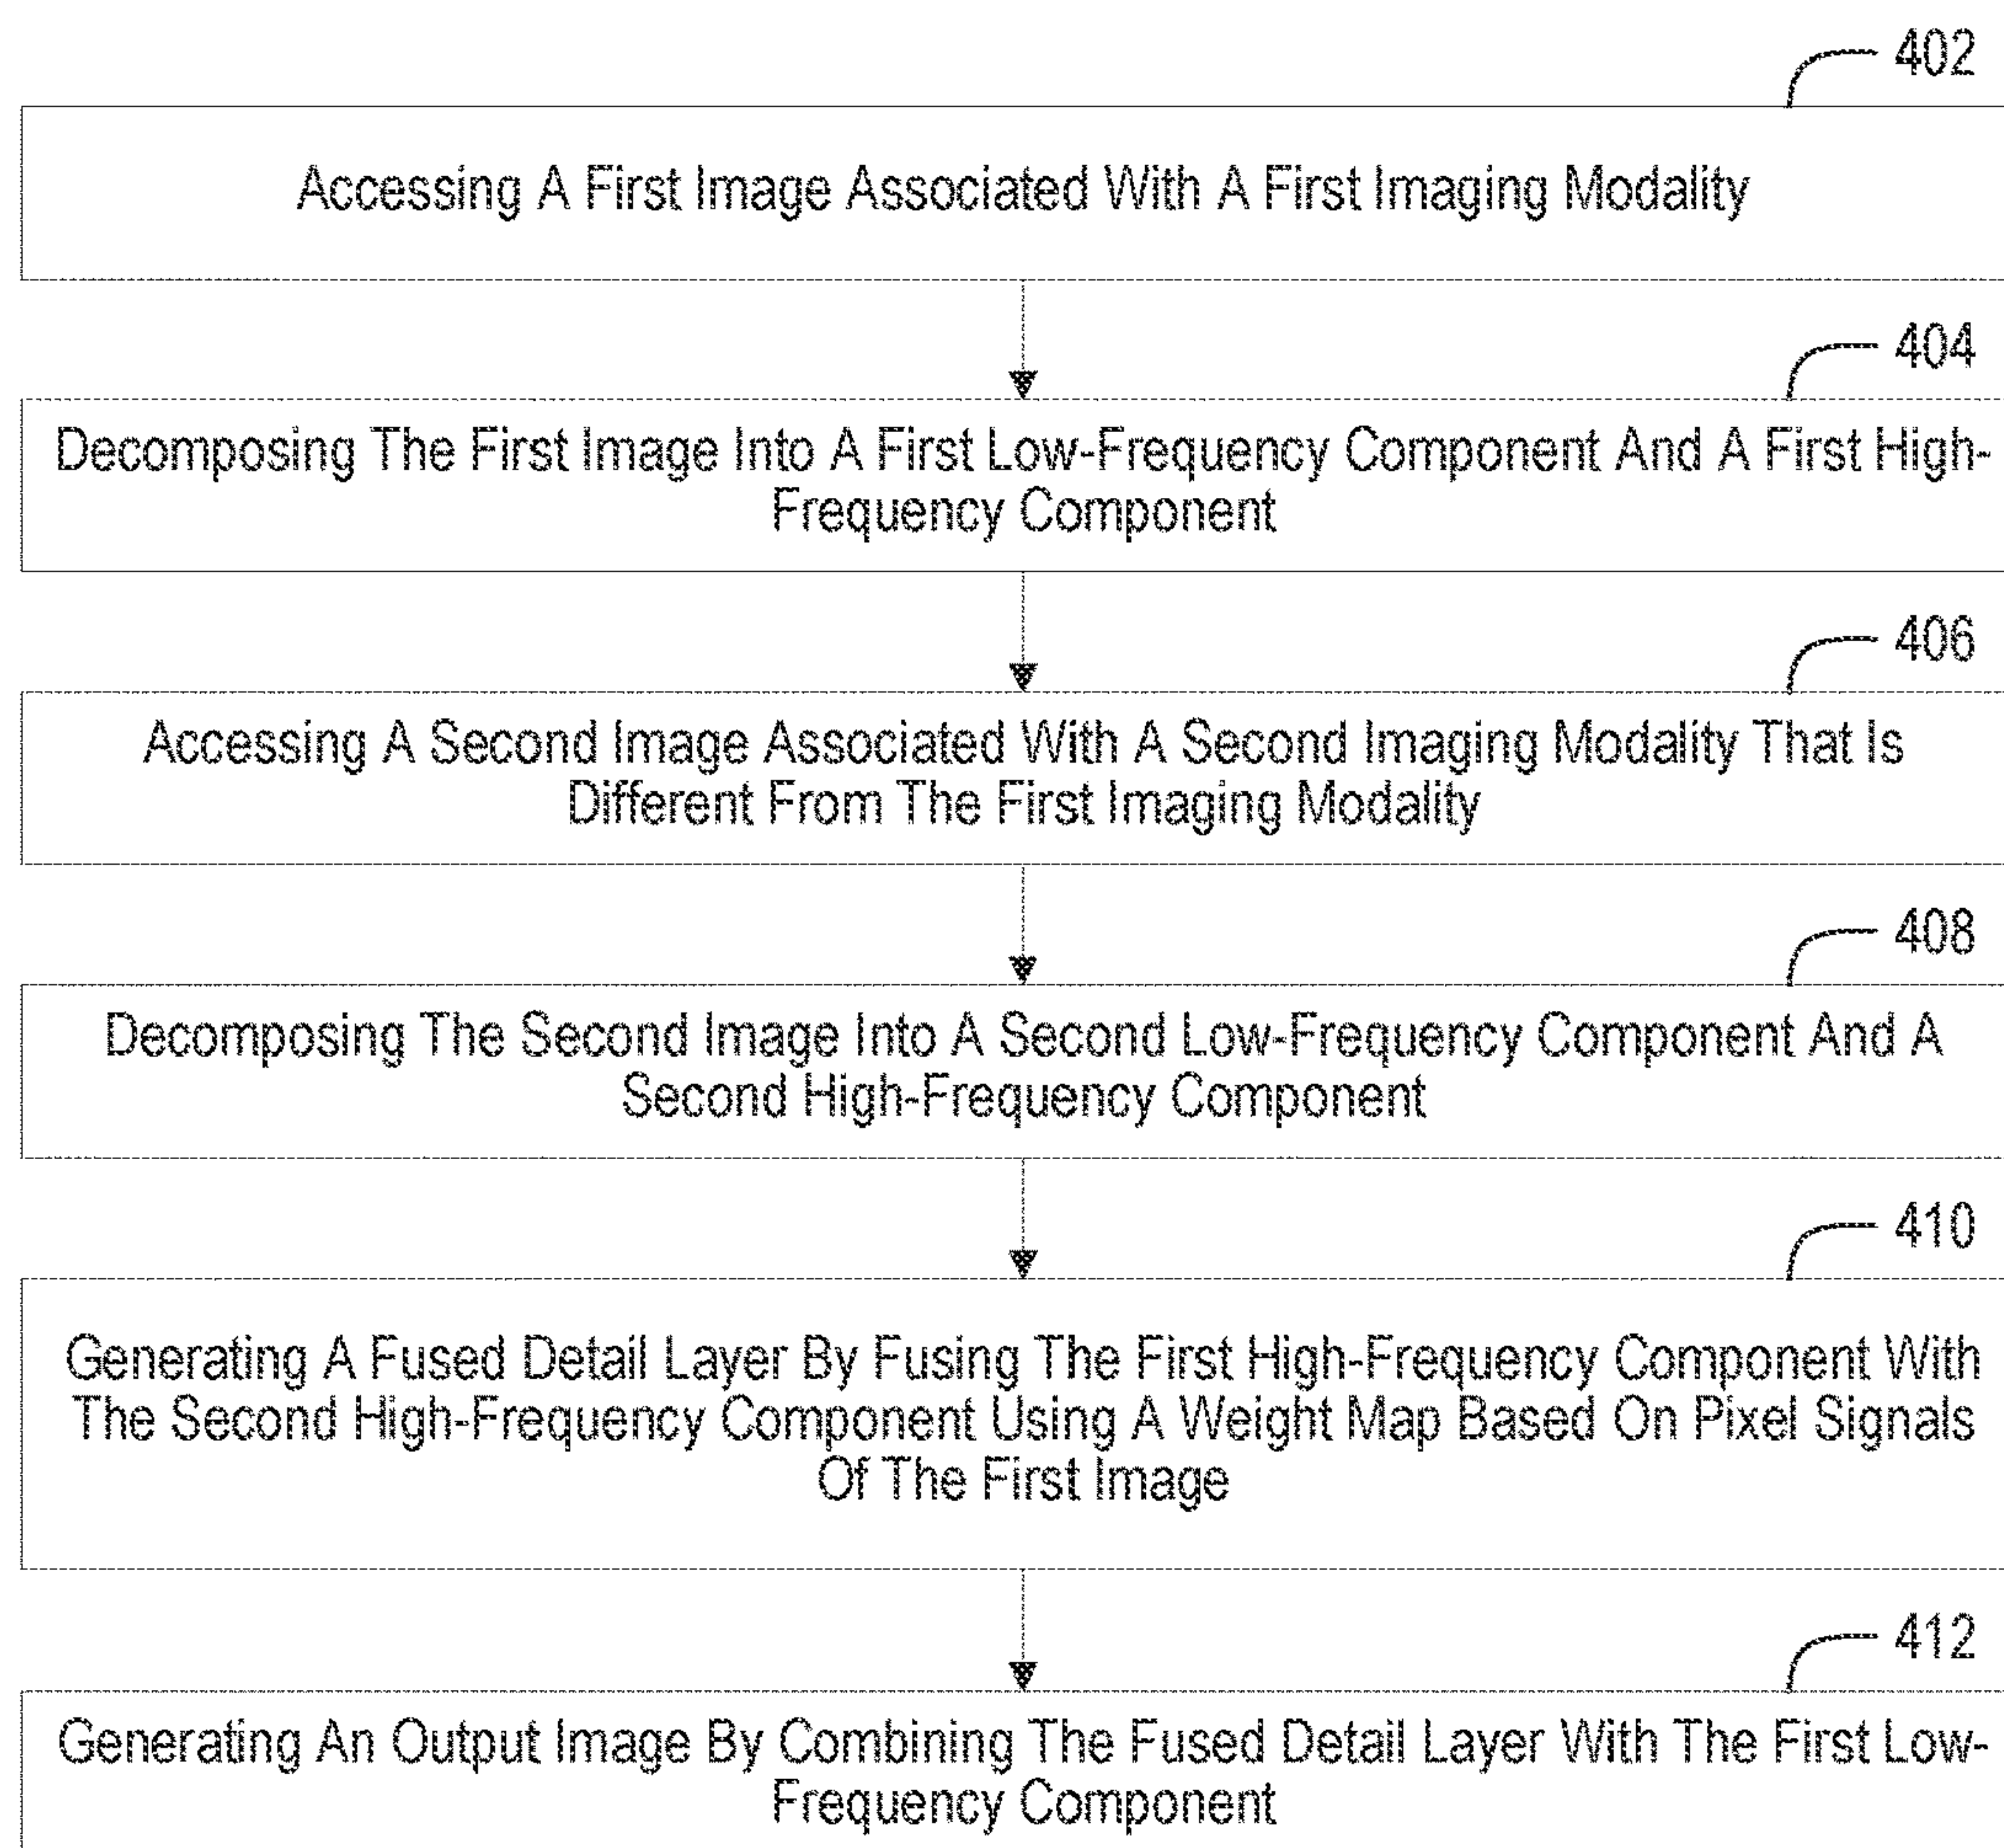 402
Accessing A First Image Associated With A First Imaging Modality
404
Decomposing The First Image Into A First Low-Frequency Component And A First High-
Frequency Component
406
Accessing A Second Image Associated With A Second Imaging Modality That Is
Different From The First Imaging Modality
408
Decomposing The Second Image Into A Second Low-Frequency Component And A
Second High-Frequency Component
410
Generating A Fused Detail Layer By Fusing The First High-Frequency Component With
The Second High-Frequency Component Using A Weight Map Based On Pixel Signals
Of The First Image
412
Generating An Output Image By Combining The Fused Detail Layer With The First Low-
Frequency Component